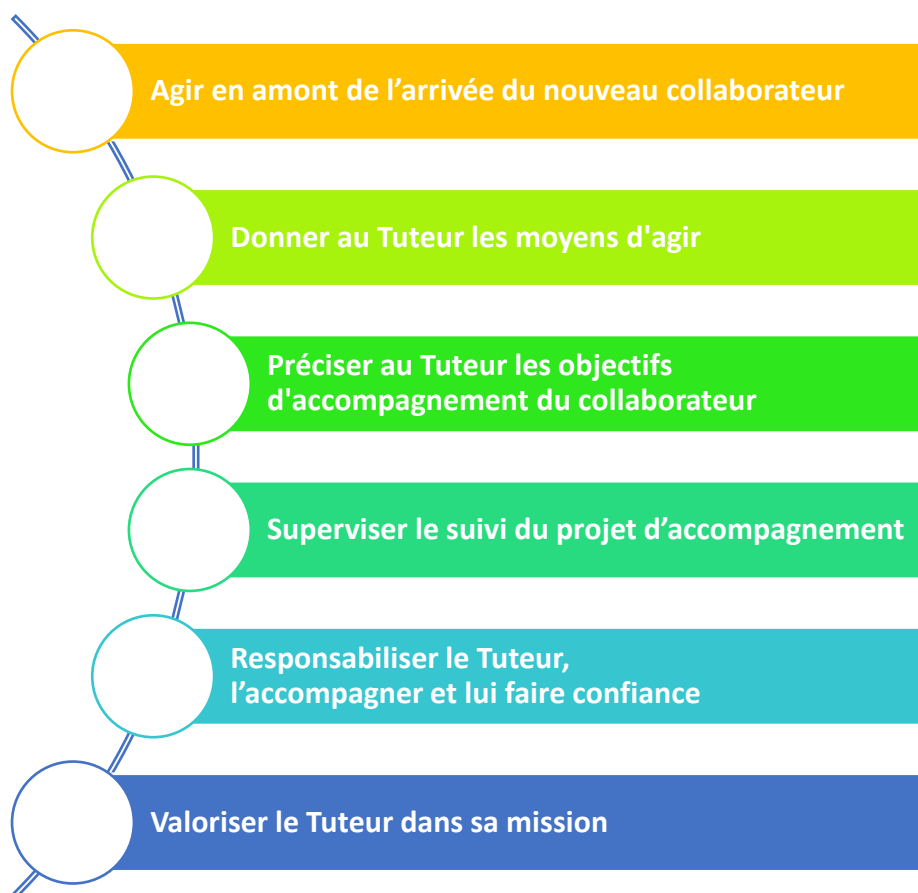 Agir en amont de l’arrivée du nouveau collaborateur
Donner au Tuteur les moyens d'agir
Préciser au Tuteur les objectifs
d'accompagnement du collaborateur
Superviser le suivi du projet d’accompagnement
Responsabiliser le Tuteur,
l’accompagner et lui faire confiance
Valoriser le Tuteur dans sa mission